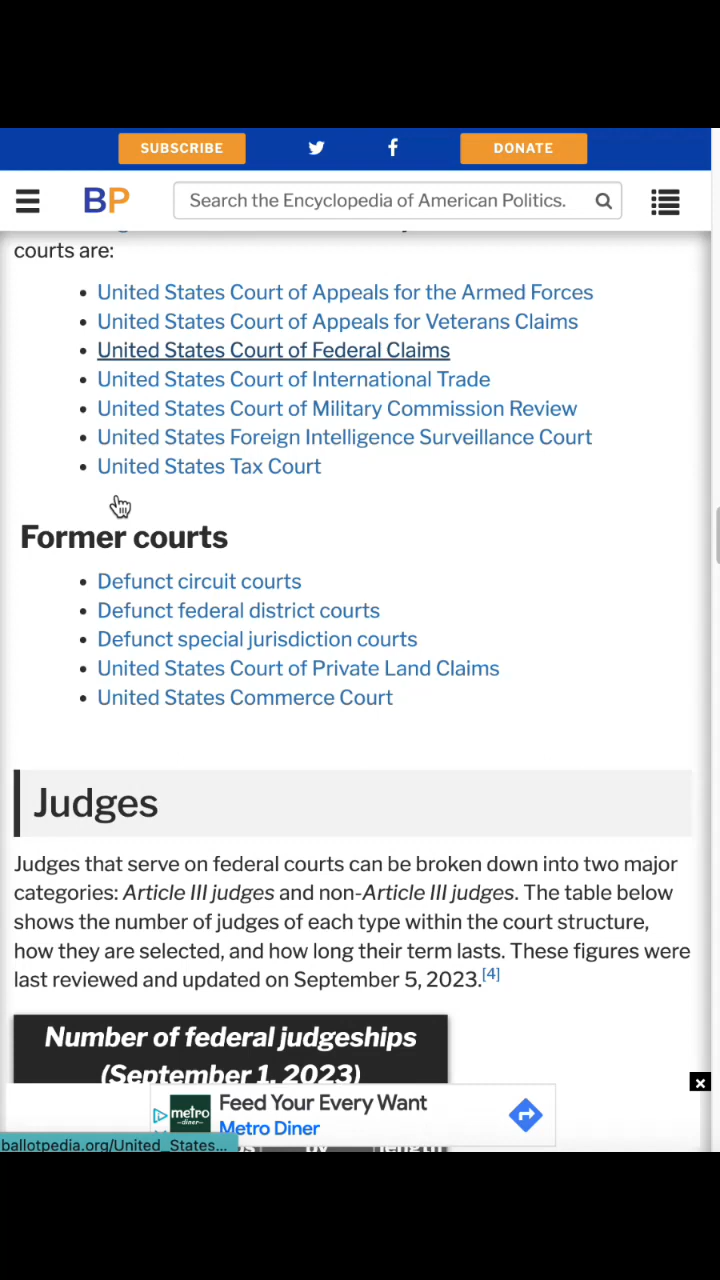 SUBSCRIBE
DONATE
BP
Search the Encyclopedia of American Politics.
courts are:
United States Court of Appeals for the Armed Forces
United States Court of Appeals for Veterans Claims
United States Court of Federal Claims
United States Court of International Trade
United States Court of Military Commission Review
United States Foreign Intelligence Surveillance Court
United States Tax Court
Former courts
Defunct circuit courts
Defunct federal district courts
Defunct special jurisdiction courts
United States Court of Private Land Claims
United States Commerce Court
Judges
Judges that serve on federal courts can be broken down into two major
categories: Article III judges and non-Article III judges. The table below
shows the number of judges of each type within the court structure,
how they are selected, and how long their term lasts. These figures were
last reviewed and updated on September 5, 2023.[4]
Number of federal judgeships
(September 1, 2023)
metro
diner
Feed Your Every Want
Metro Diner
ballotpedia.org/United_States...